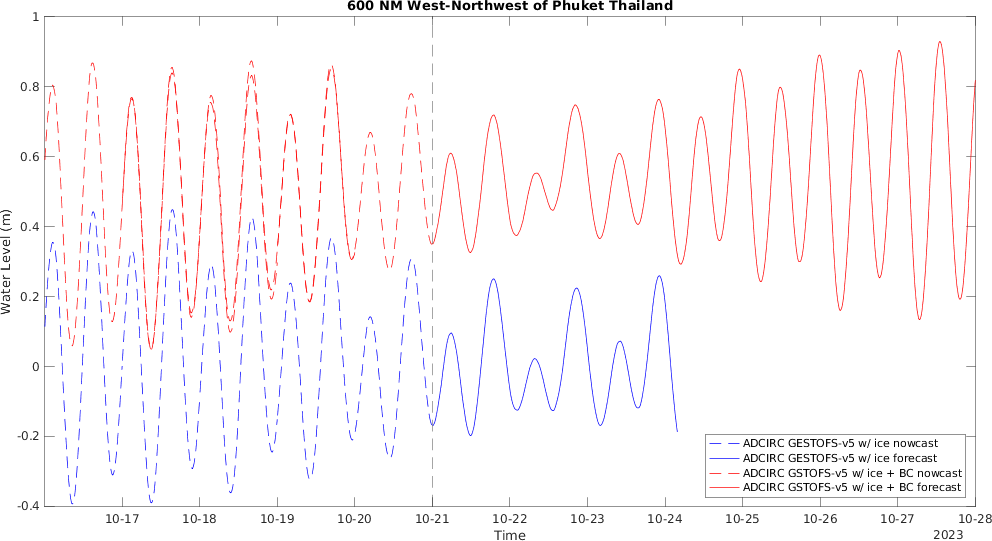 600 NM West-Northwest of Phuket Thailand
1
0.8
0.6
0.4
0.2
0
-0.2
-0.4
Water Level (m)
10-17 10-18 10-19 10-20 10-21 10-22 10-23 10-24 10-25 10-26 10-27 10-28
Time
2023
ADCIRC GESTOFS-v5 w/ ice nowcast
ADCIRC GESTOFS-v5 w/ ice forecast
ADCIRC GSTOFS-v5 w/ ice + BC nowcast
ADCIRC GSTOFS-v5 w/ ice + BC forecast